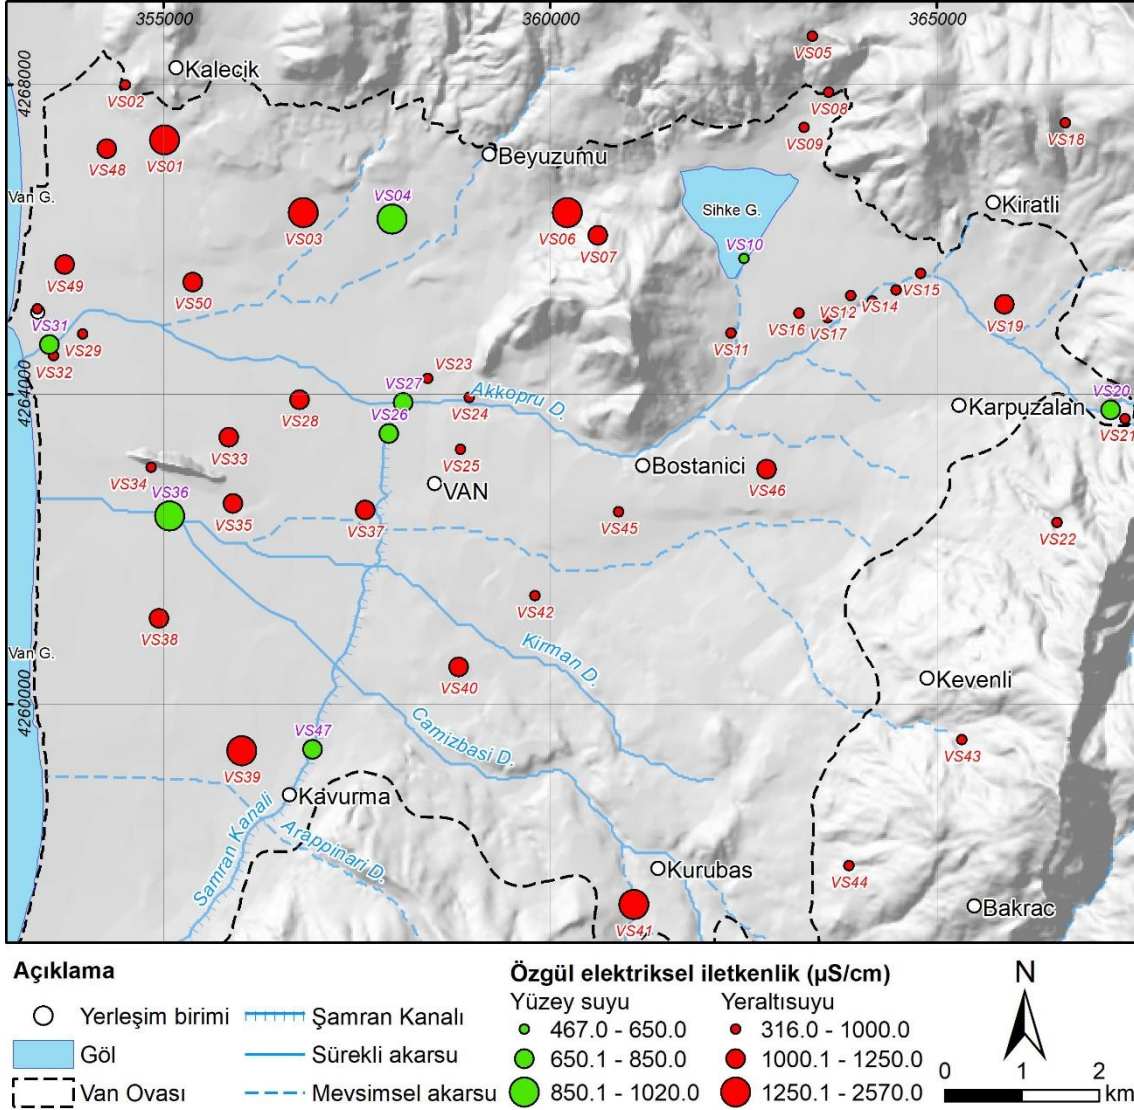 355000
360000
365000
4268000
4264000
4260000
VS05
Kalecik
VS02
VS08
VS09
VS18
VS48
VS01
Beyuzumu
Van G.
VS04
VS03
VS06
VS07
Sihke G.
Kiratli
VS10
VS49
VS50
VS15
VS14
VS12
VS16
VS17
VS19
VS11
VS31
VS29
VS32
VS23
VS27
VS24
Akkopru D.
VS28
VS26
Karpuzalan
VS20
VS21
VS33
VS25
VS34
Bostanici
VS46
VAN
VS36
VS35
VS37
VS45
VS22
VS42
VS38
Van G.
Kirman D.
VS40
Kevenli
Camizbasi D.
VS47
VS43
VS39
Kavurma
Samran Kanali
Arappinari D.
Kurubas
VS44
VS41
Bakrac
Açıklama
Yerleşim birimi
Göl
Van Ovası
Şamran Kanalı
Sürekli akarsu
Mevsimsel akarsu
Özgül elektriksel iletkenlik (µS/cm)
Yüzey suyu
467.0 - 650.0
650.1 - 850.0
850.1 - 1020.0
Yeraltısuyu
316.0 - 1000.0
1000.1 - 1250.0
1250.1 - 2570.0
N
0 1 2
km